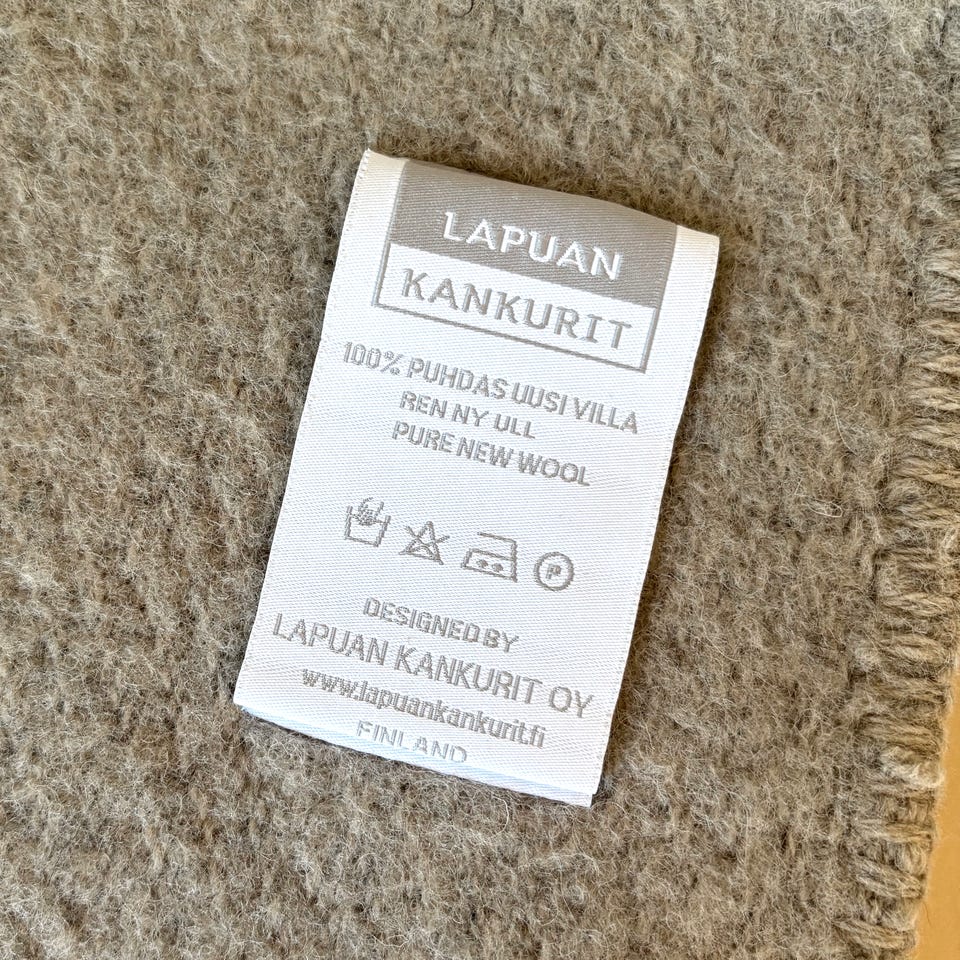 LAPUAN
KANKURIT
100% PUHDAS UUSI VILLA
REN NY ULL
PURE NEW WOOL
P
DESIGNED BY
LAPUAN KANKURIT OY
www.lapuankankurit.fi
FINLAND